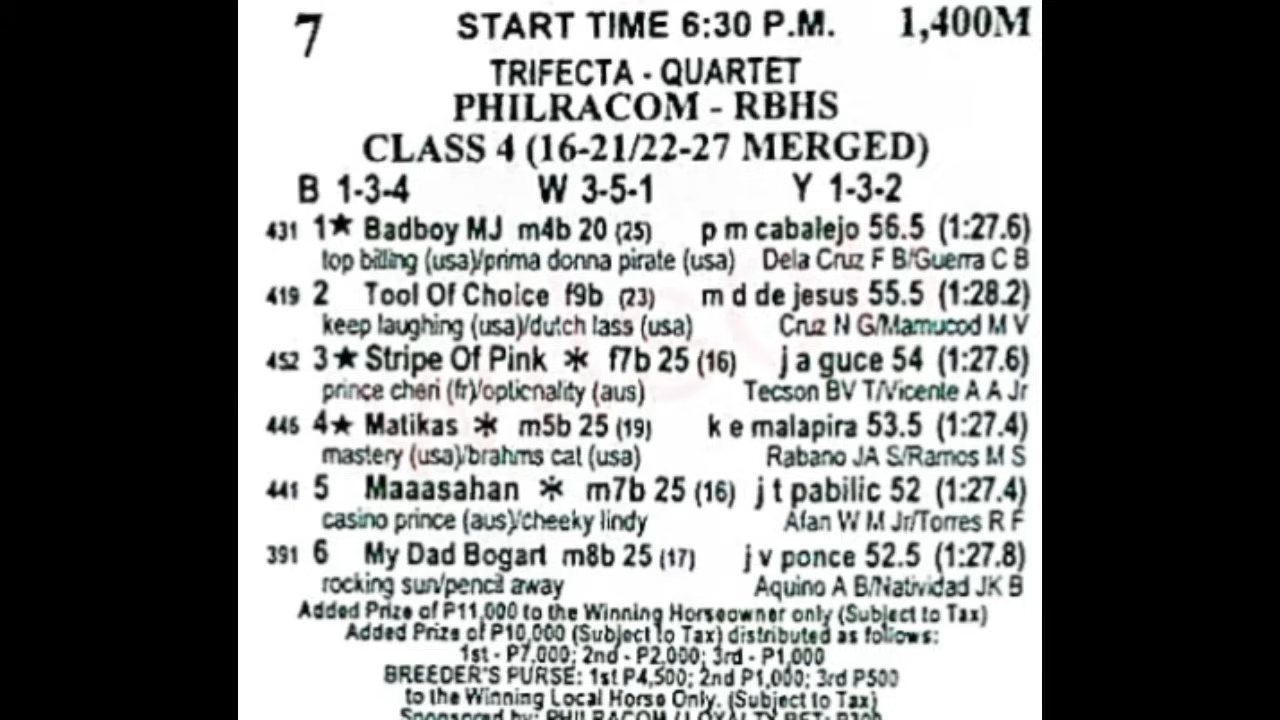 7 START TIME 6:30 P.M. 1,400M
TRIFECTA - QUARTET
PHILRACOM - RBHS
CLASS 4 (16-21/22-27 MERGED)
B 1-3-4 W 3-5-1 Y 1-3-2
431 1★ Badboy MJ m4b 20 (25) p m cabalejo 56.5 (1:27.6)
top billing (usa)/prima donna pirate (usa) Dela Cruz F B/Guerra C B
419 2 Tool Of Choice f9b (23) m d de jesus 55.5 (1:28.2)
keep laughing (usa)/dutch lass (usa) Cruz N G/Mamucod M V
452 3★ Stripe Of Pink * f7b 25 (16) j a guce 54 (1:27.6)
prince cheri (fr)/optionality (aus) Tecson BV T/Vicente A A Jr
446 4★ Matikas * m5b 25 (19) k e malapira 53.5 (1:27.4)
mastery (usa)/brahms cat (usa) Rabano JA S/Ramos M S
441 5 Maaasahan * m7b 25 (16) j t pabilic 52 (1:27.4)
casino prince (aus)/cheeky lindy Afan W M Jr/Torres R F
391 6 My Dad Bogart m8b 25 (17) j v ponce 52.5 (1:27.8)
rocking sun/pencil away Aquino A B/Natividad JK B
Added Prize of P11,000 to the Winning Horseowner only (Subject to Tax)
Added Prize of P10,000 (Subject to Tax) distributed as follows:
1st - P7,000; 2nd - P2,000; 3rd - P1,000
BREEDER'S PURSE: 1st P4,500; 2nd P1,000; 3rd P500
to the Winning Local Horse Only. (Subject to Tax)
Sponsored by: PHILRACOM / LOYALTY BET: P300